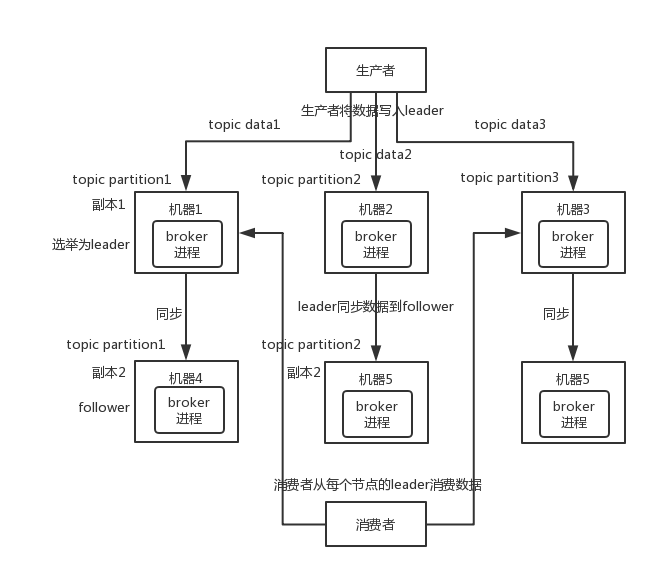 生产者
生产者将数据写入leader
topic data1
topic data3
topic data2
topic partition1
topic partition2
topic partition3
副本1
机器1
机器2
机器3
选举为leader
broker
进程
broker
进程
broker
进程
同步
leader同步数据到follower
同步
topic partition1
topic partition2
副本2
副本2
机器4
机器5
机器5
follower
broker
进程
broker
进程
broker
进程
消费者从每个节点的leader消费数据
消费者